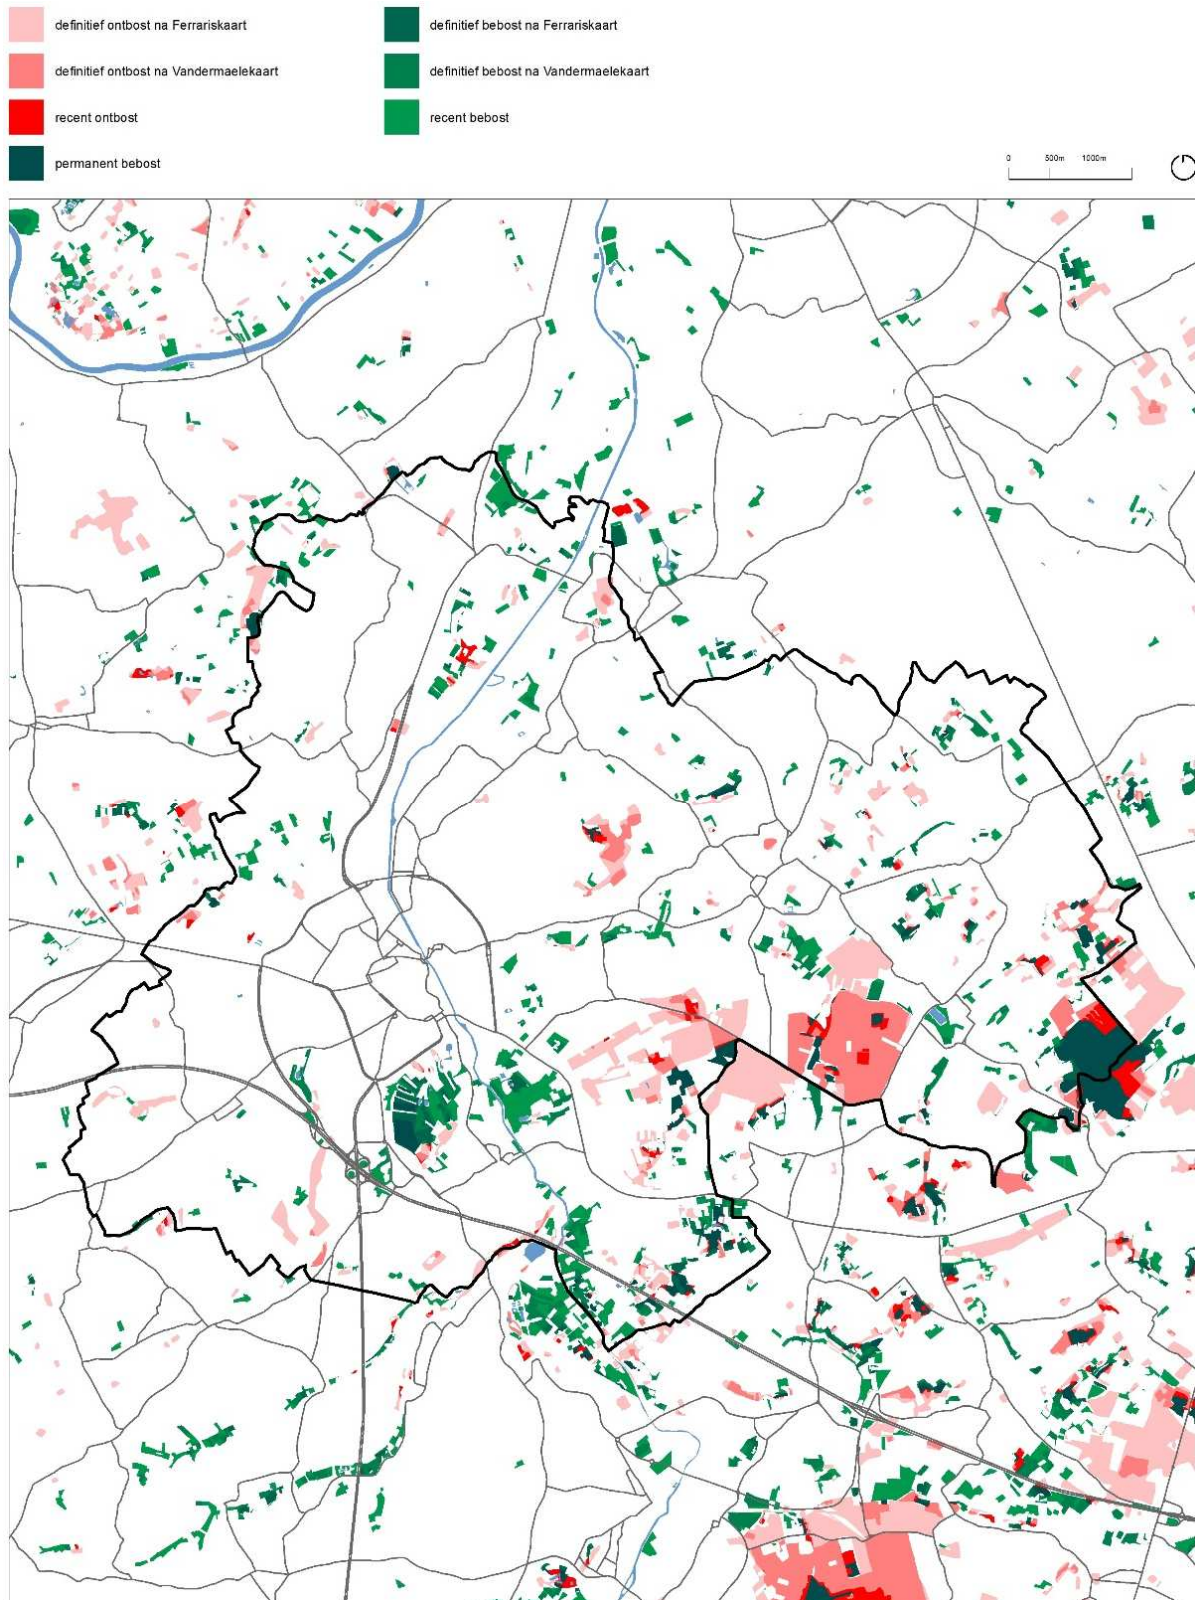 definitief ontbost na Ferrariskaart
definitief ontbost na Vandermaelekaart
recent ontbost
permanent bebost
definitief bebost na Ferrariskaart
definitief bebost na Vandermaelekaart
recent bebost
0 500m 1000m